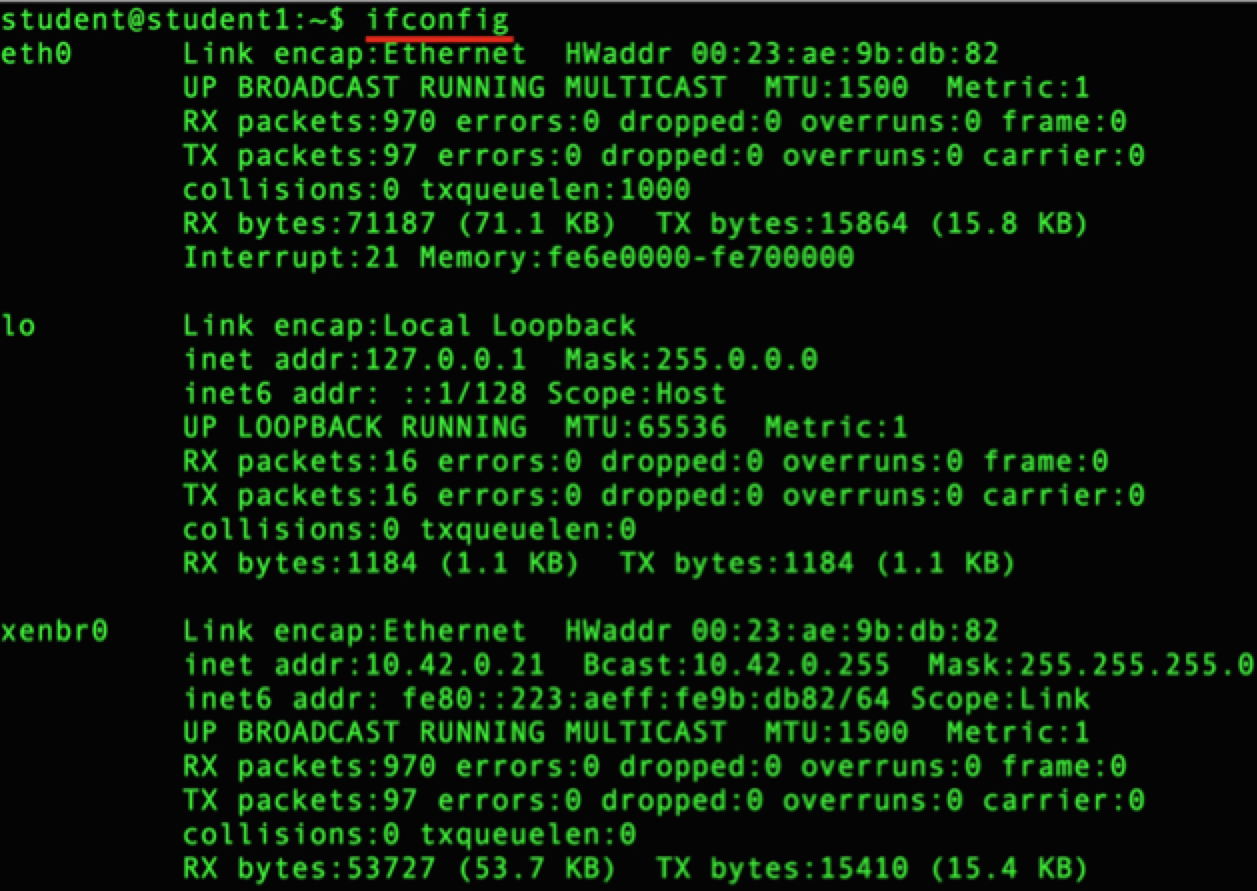 student@student1:~$ ifconfig
eth0 Link encap:Ethernet HWaddr 00:23:ae:9b:db:82
UP BROADCAST RUNNING MULTICAST MTU:1500 Metric:1
RX packets:970 errors:0 dropped:0 overruns:0 frame:0
TX packets:97 errors:0 dropped:0 overruns:0 carrier:0
collisions:0 txqueuelen:1000
RX bytes:71187 (71.1 KB) TX bytes:15864 (15.8 KB)
Interrupt:21 Memory:fe6e0000-fe700000
lo Link encap:Local Loopback
inet addr:127.0.0.1 Mask:255.0.0.0
inet6 addr: ::1/128 Scope:Host
UP LOOPBACK RUNNING MTU:65536 Metric:1
RX packets:16 errors:0 dropped:0 overruns:0 frame:0
TX packets:16 errors:0 dropped:0 overruns:0 carrier:0
collisions:0 txqueuelen:0
RX bytes:1184 (1.1 KB) TX bytes:1184 (1.1 KB)
xenbr0 Link encap:Ethernet HWaddr 00:23:ae:9b:db:82
inet addr:10.42.0.21 Bcast:10.42.0.255 Mask:255.255.255.0
inet6 addr: fe80::223:aeff:fe9b:db82/64 Scope:Link
UP BROADCAST RUNNING MULTICAST MTU:1500 Metric:1
RX packets:970 errors:0 dropped:0 overruns:0 frame:0
TX packets:97 errors:0 dropped:0 overruns:0 carrier:0
collisions:0 txqueuelen:0
RX bytes:53727 (53.7 KB) TX bytes:15410 (15.4 KB)